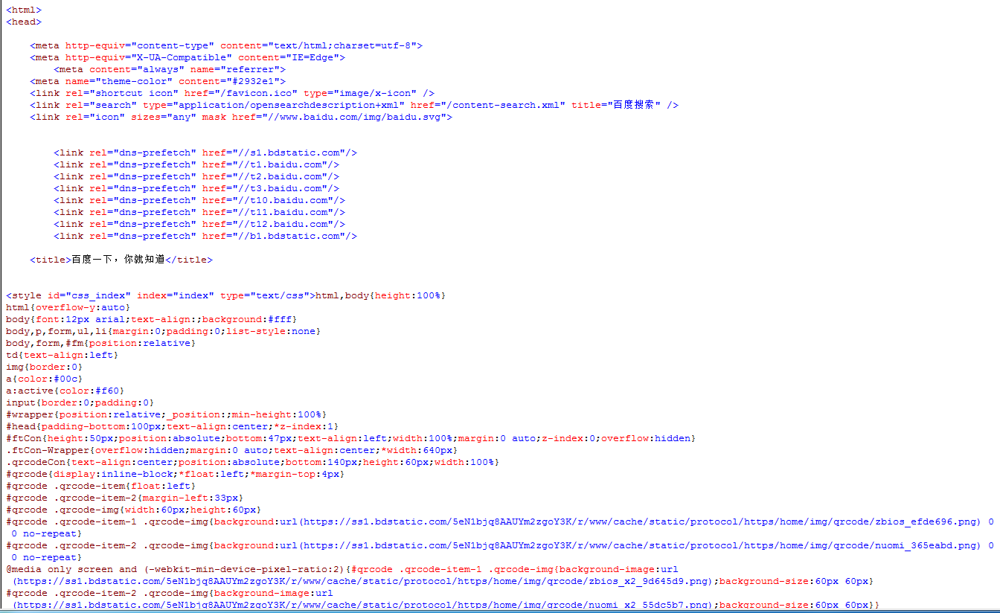 <html>
<head>
<meta http-equiv="content-type" content="text/html;charset=utf-8">
<meta http-equiv="X-UA-Compatible" content="IE=Edge">
<meta content="always" name="referrer">
<meta name="theme-color" content="#2932e1">
<link rel="shortcut icon" href="/favicon.ico" type="image/x-icon" />
<link rel="search" type="application/opensearchdescription+xml" href="/content-search.xml" title="百度搜索" />
<link rel="icon" sizes="any" mask href="//www.baidu.com/img/baidu.svg">
<link rel="dns-prefetch" href="//s1.bdstatic.com"/>
<link rel="dns-prefetch" href="//t1.baidu.com"/>
<link rel="dns-prefetch" href="//t2.baidu.com"/>
<link rel="dns-prefetch" href="//t3.baidu.com"/>
<link rel="dns-prefetch" href="//t10.baidu.com"/>
<link rel="dns-prefetch" href="//t11.baidu.com"/>
<link rel="dns-prefetch" href="//t12.baidu.com"/>
<link rel="dns-prefetch" href="//b1.bdstatic.com"/>
<title>百度一下，你就知道</title>
<style id="css_index" index="index" type="text/css">html,body{height:100%}
html{overflow-y:auto}
body{font:12px arial;text-align:;background:#fff}
body,p,form,ul,li{margin:0;padding:0;list-style:none}
body,form,#fm{position:relative}
td{text-align:left}
img{border:0}
a{color:#00c}
a:active{color:#f60}
input{border:0;padding:0}
#wrapper{position:relative;_position:;min-height:100%}
#head{padding-bottom:100px;text-align:center;*z-index:1}
#ftCon{height:50px;position:absolute;bottom:47px;text-align:left;width:100%;margin:0 auto;z-index:0;overflow:hidden}
.ftCon-Wrapper{overflow:hidden;margin:0 auto;text-align:center;*width:640px}
.qrcodeCon{text-align:center;position:absolute;bottom:140px;height:60px;width:100%}
#qrcode{display:inline-block;*float:left;*margin-top:4px}
#qrcode .qrcode-item{float:left}
#qrcode .qrcode-item-2{margin-left:33px}
#qrcode .qrcode-img{width:60px;height:60px}
#qrcode .qrcode-item-1 .qrcode-img{background:url(https://ss1.bdstatic.com/5eN1bjq8AAUYm2zgoY3K/r/www/cache/static/protocol/https/home/img/qrcode/zbios_efde696.png) 0
0 no-repeat}
#qrcode .qrcode-item-2 .qrcode-img{background:url(https://ss1.bdstatic.com/5eN1bjq8AAUYm2zgoY3K/r/www/cache/static/protocol/https/home/img/qrcode/nuomi_365eabd.png) 0
0 no-repeat}
@media only screen and (-webkit-min-device-pixel-ratio:2){#qrcode .qrcode-item-1 .qrcode-img{background-image:url
(https://ss1.bdstatic.com/5eN1bjq8AAUYm2zgoY3K/r/www/cache/static/protocol/https/home/img/qrcode/zbios_x2_9d645d9.png);background-size:60px 60px}
#qrcode .qrcode-item-2 .qrcode-img{background-image:url
(https://ss1.bdstatic.com/5eN1bjq8AAUYm2zgoY3K/r/www/cache/static/protocol/https/home/img/qrcode/nuomi_x2_55dc5b7.png);background-size:60px 60px}}